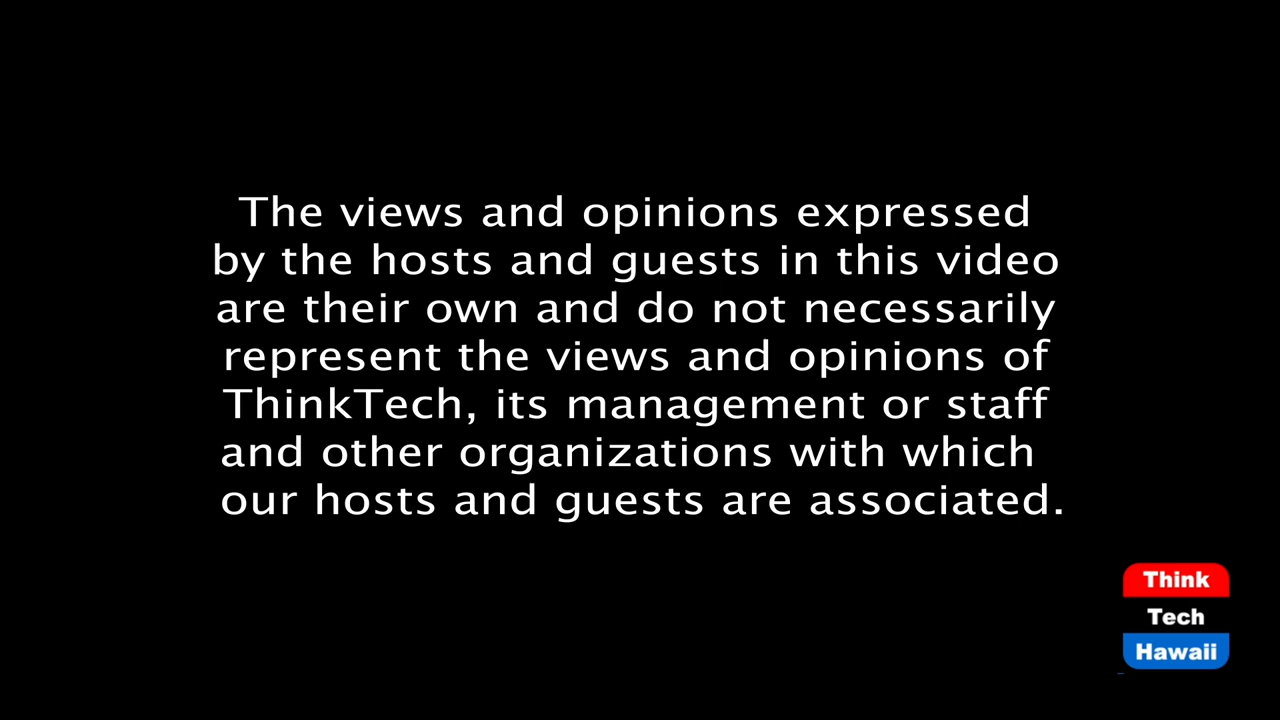 The views and opinions expressed
by the hosts and guests in this video
are their own and do not necessarily
represent the views and opinions of
ThinkTech, its management or staff
and other organizations with which
our hosts and guests are associated.
Think
Tech
Hawaii